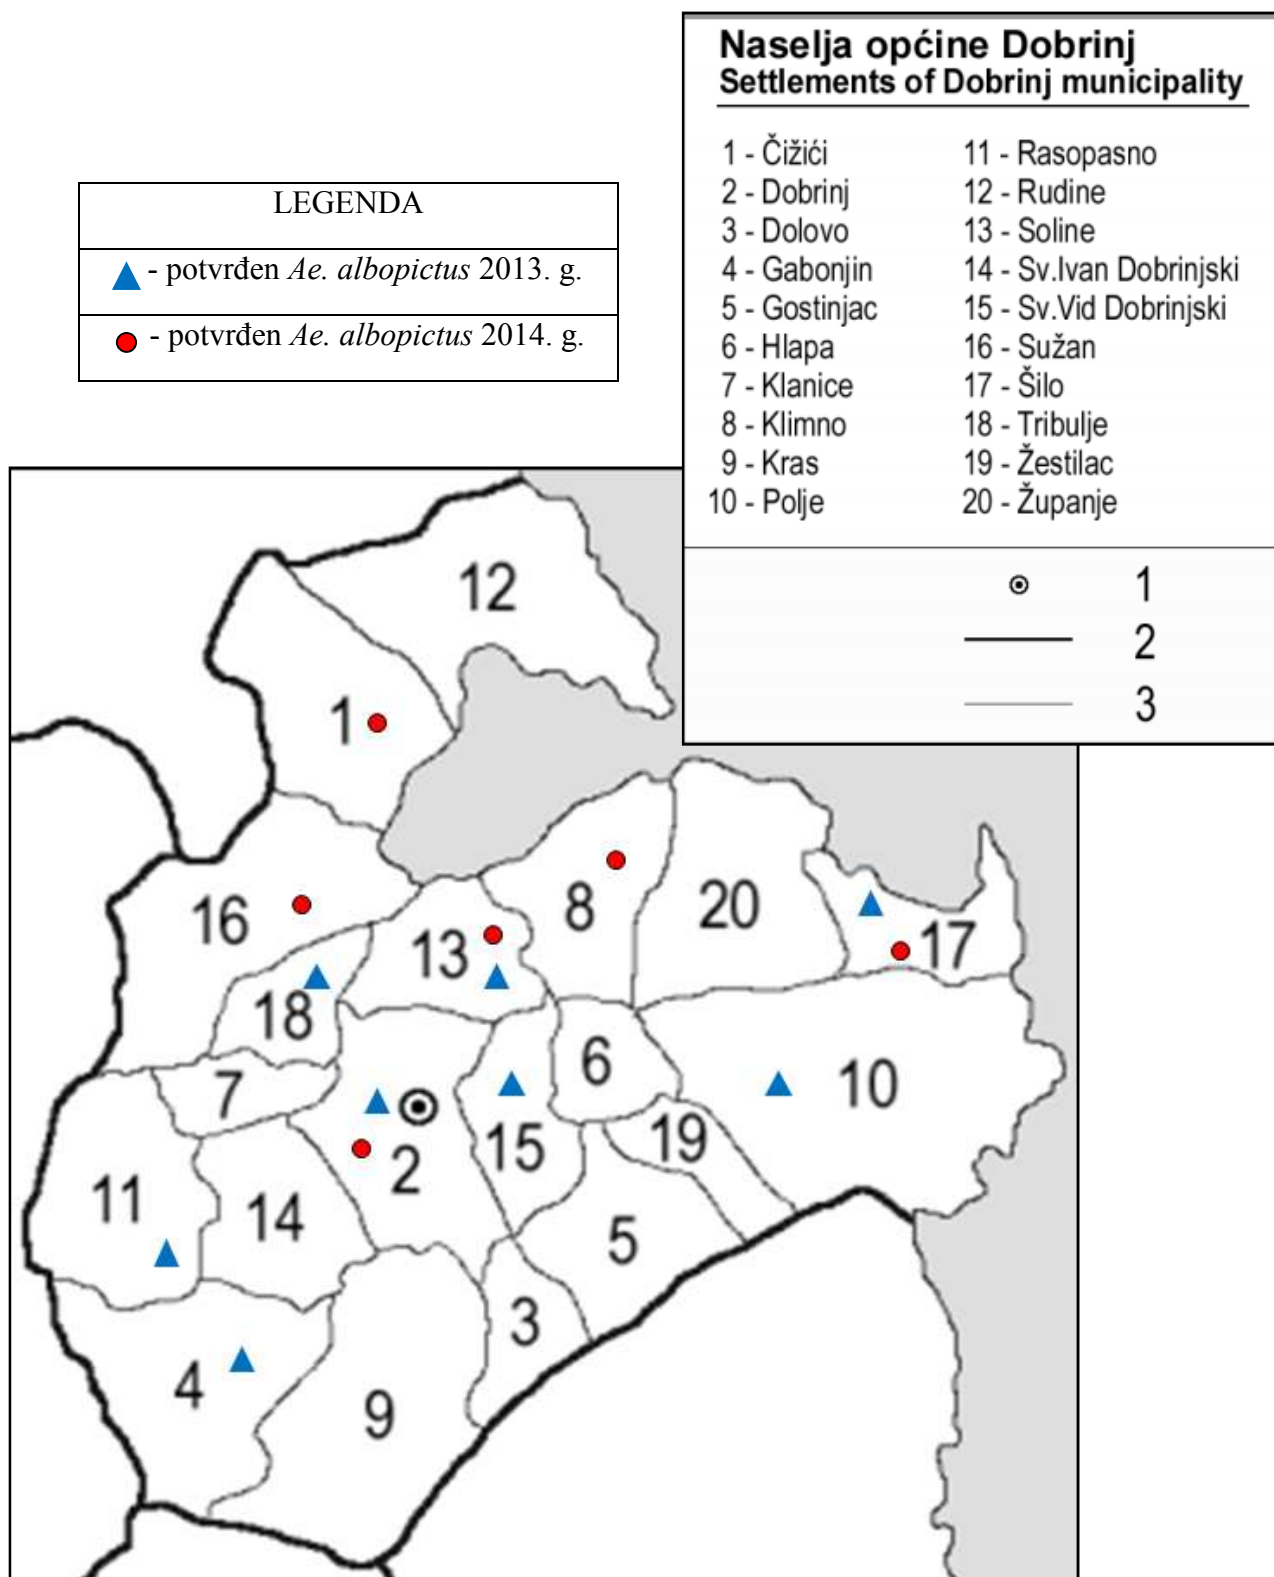 Naselja općine Dobrinj
Settlements of Dobrinj municipality
1 - Čižići
2 - Dobrinj
3 - Dolovo
4 - Gabonjin
5 - Gostinjac
6 - Hlapa
7 - Klanice
8 - Klimno
9 - Kras
10 - Polje
11 - Rasopasno
12 - Rudine
13 - Soline
14 - Sv.Ivan Dobrinjski
15 - Sv.Vid Dobrinjski
16 - Sužan
17 - Šilo
18 - Tribulje
19 - Žestilac
20 - Županje
1
2
3
LEGENDA
- potvrđen Ae. albopictus 2013. g.
- potvrđen Ae. albopictus 2014. g.
12
1
16
8
20
13
17
18
6
10
7
2
15
19
11
14
5
3
4
9